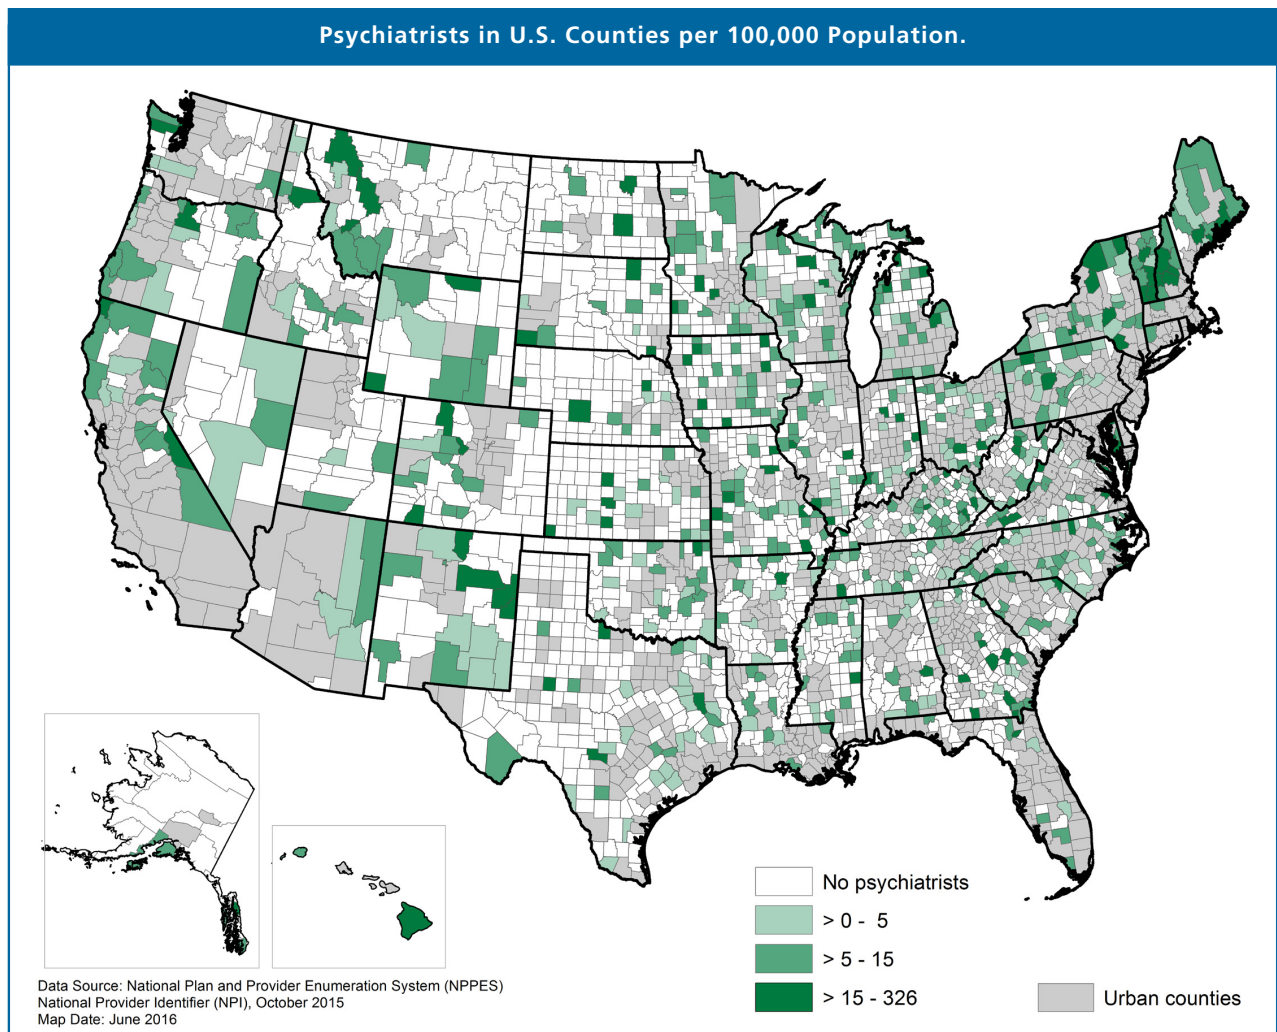 Psychiatrists in U.S. Counties per 100,000 Population.
No psychiatrists
> 0 - 5
> 5 - 15
> 15 - 326
Urban counties
Data Source: National Plan and Provider Enumeration System (NPPES)
National Provider Identifier (NPI), October 2015
Map Date: June 2016